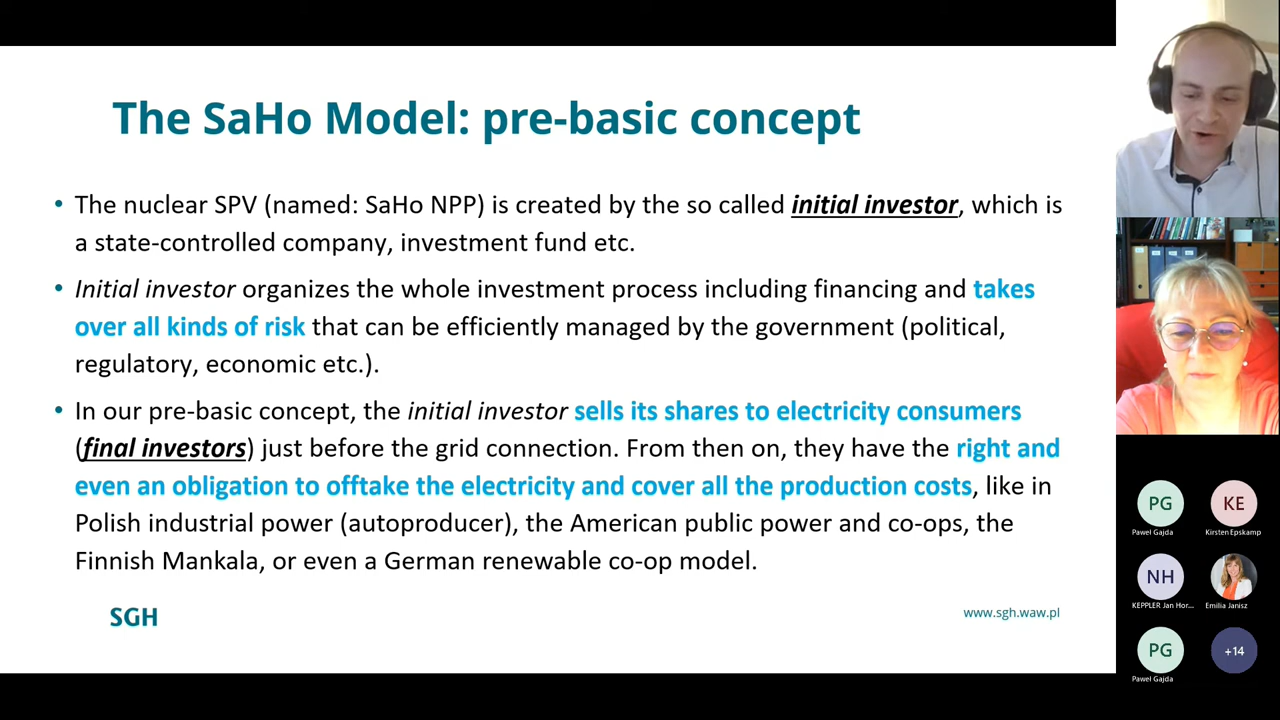 The SaHo Model: pre-basic concept
• The nuclear SPV (named: SaHo NPP) is created by the so called initial investor, which is
a state-controlled company, investment fund etc.
• Initial investor organizes the whole investment process including financing and takes
over all kinds of risk that can be efficiently managed by the government (political,
regulatory, economic etc.).
• In our pre-basic concept, the initial investor sells its shares to electricity consumers
(final investors) just before the grid connection. From then on, they have the right and
even an obligation to offtake the electricity and cover all the production costs, like in
Polish industrial power (autoproducer), the American public power and co-ops, the
Finnish Mankala, or even a German renewable co-op model.
SGH
www.sgh.waw.pl
PG
KE
Pawel Gajda
Kirsten Epskamp
NH
KEPPLER Jan Hor...
Emilia Janisz
PG
+14
Pawel Gajda